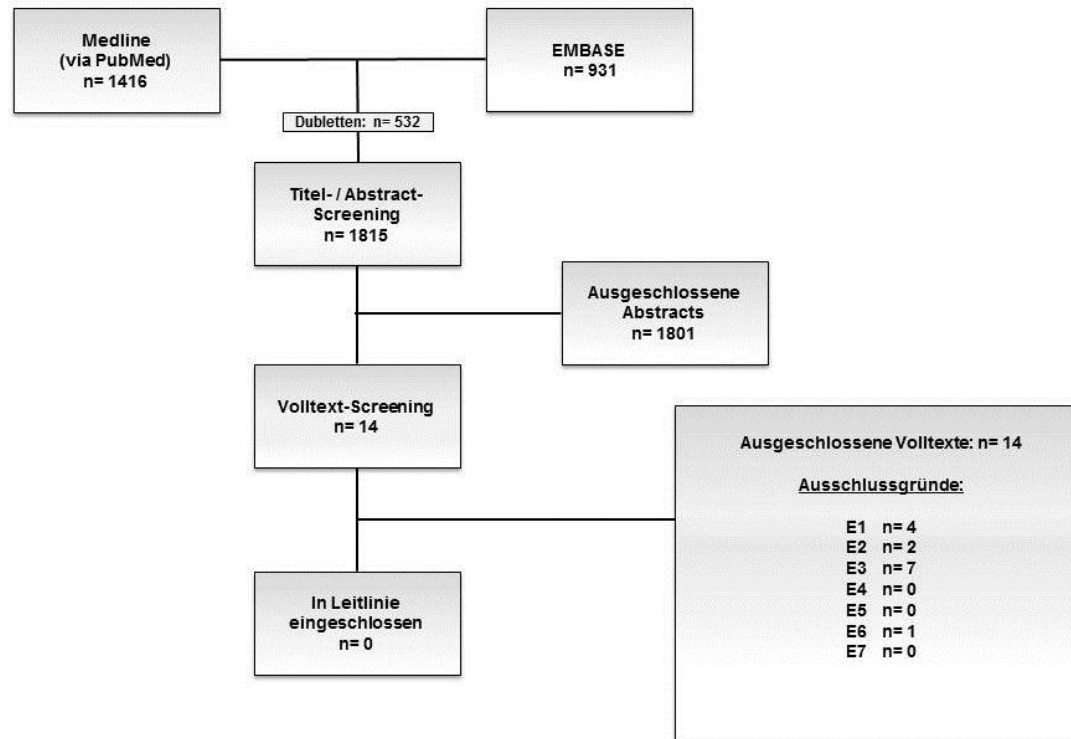 Medline
(via PubMed)
n= 1416
EMBASE
n= 931
Dubletten: n= 532
Titel- / Abstract-
Screening
n= 1815
Ausgeschlossene
Abstracts
n= 1801
Volltext-Screening
n= 14
Ausgeschlossene Volltexte: n= 14
Ausschlussgründe:
E1 n= 4
E2 n= 2
E3 n= 7
E4 n= 0
E5 n= 0
E6 n= 1
E7 n= 0
In Leitlinie
eingeschlossen
n= 0